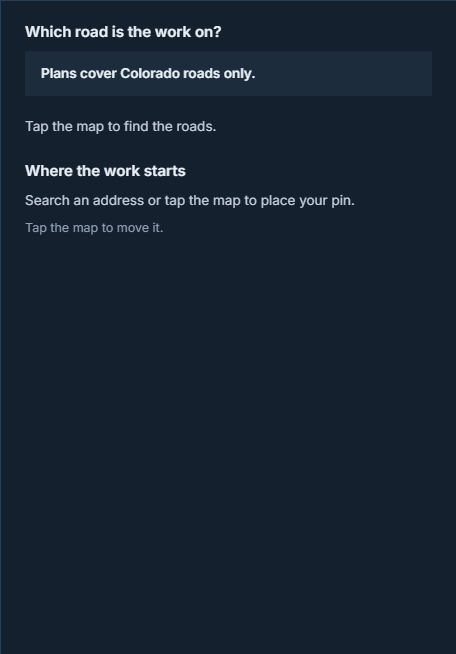 Which road is the work on?
Plans cover Colorado roads only.
Tap the map to find the roads.
Where the work starts
Search an address or tap the map to place your pin.
Tap the map to move it.